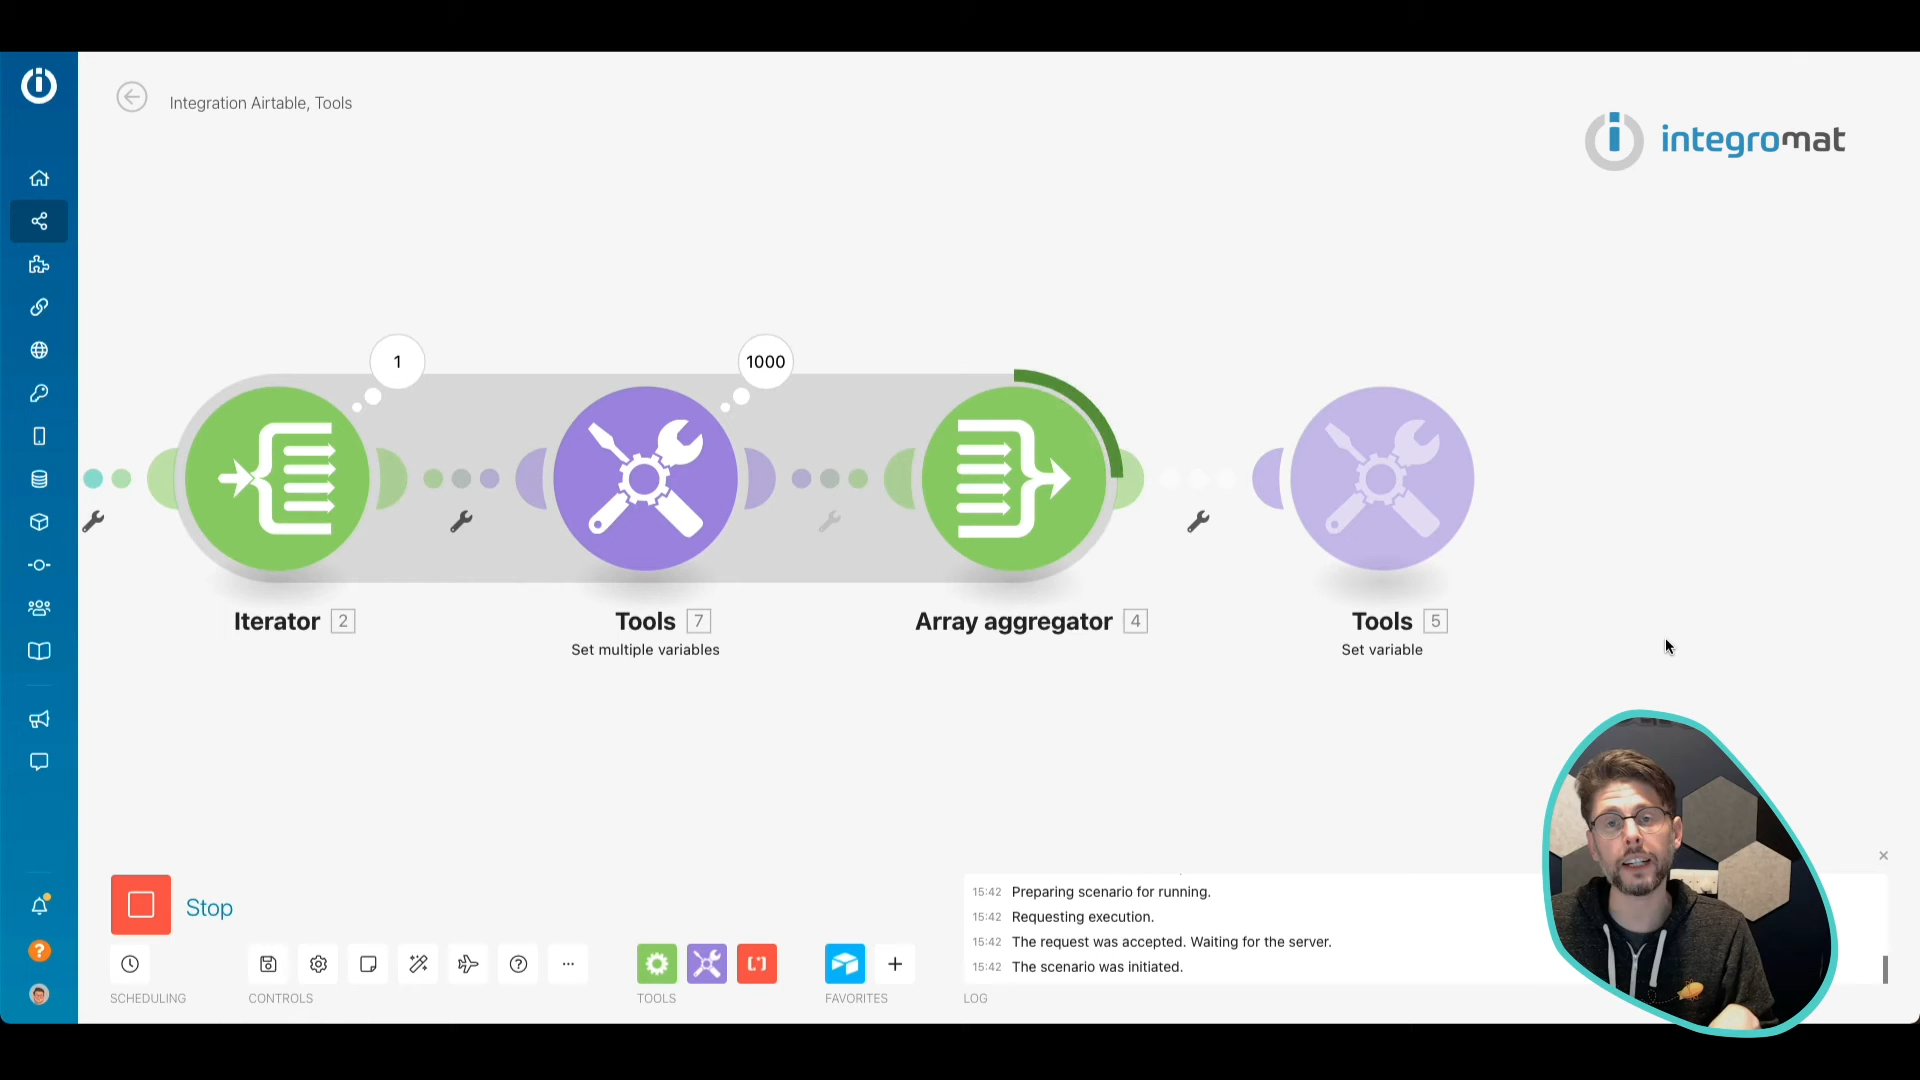 Integration Airtable, Tools
integromat
1
1000
Iterator 2
Tools 7
Set multiple variables
Array aggregator 4
Tools 5
Set variable
Stop
15:42 Preparing scenario for running.
15:42 Requesting execution.
15:42 The request was accepted. Waiting for the server.
15:42 The scenario was initiated.
SCHEDULING
CONTROLS
TOOLS
FAVORITES
LOG